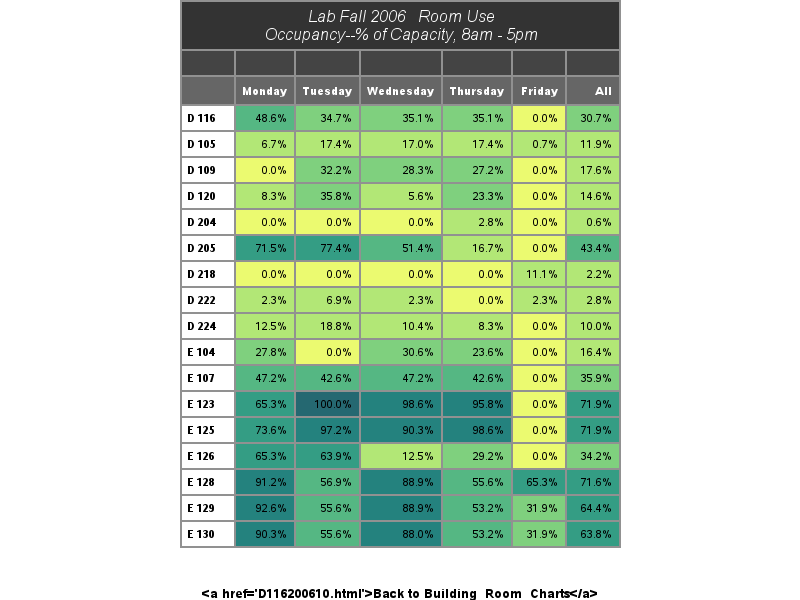 Lab Fall 2006 Room Use
Occupancy--% of Capacity, 8am - 5pm
Monday Tuesday Wednesday Thursday Friday All
D 116 48.6% 34.7% 35.1% 35.1% 0.0% 30.7%
D 105 6.7% 17.4% 17.0% 17.4% 0.7% 11.9%
D 109 0.0% 32.2% 28.3% 27.2% 0.0% 17.6%
D 120 8.3% 35.8% 5.6% 23.3% 0.0% 14.6%
D 204 0.0% 0.0% 0.0% 2.8% 0.0% 0.6%
D 205 71.5% 77.4% 51.4% 16.7% 0.0% 43.4%
D 218 0.0% 0.0% 0.0% 0.0% 11.1% 2.2%
D 222 2.3% 6.9% 2.3% 0.0% 2.3% 2.8%
D 224 12.5% 18.8% 10.4% 8.3% 0.0% 10.0%
E 104 27.8% 0.0% 30.6% 23.6% 0.0% 16.4%
E 107 47.2% 42.6% 47.2% 42.6% 0.0% 35.9%
E 123 65.3% 100.0% 98.6% 95.8% 0.0% 71.9%
E 125 73.6% 97.2% 90.3% 98.6% 0.0% 71.9%
E 126 65.3% 63.9% 12.5% 29.2% 0.0% 34.2%
E 128 91.2% 56.9% 88.9% 55.6% 65.3% 71.6%
E 129 92.6% 55.6% 88.9% 53.2% 31.9% 64.4%
E 130 90.3% 55.6% 88.0% 53.2% 31.9% 63.8%
<a href='D116200610.html'>Back to Building_Room_Charts</a>